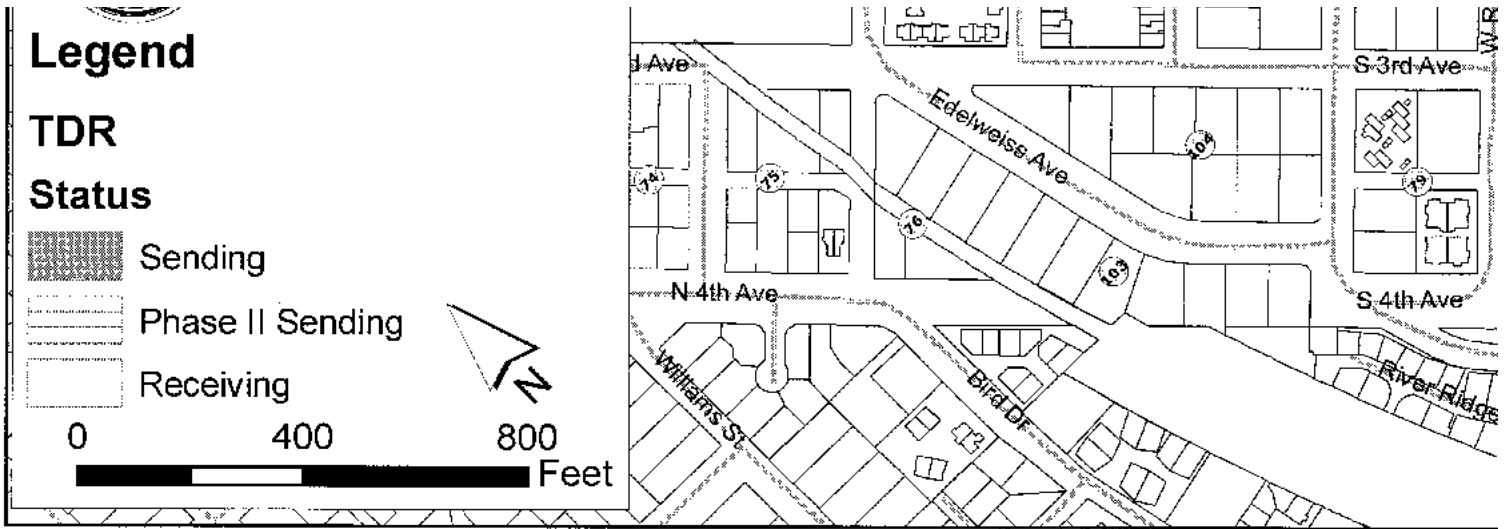 Legend
TDR
Status
Sending
Phase II Sending
Receiving
N
0 400 800
Feet
d Ave
S 3rd Ave
W R
Edelweiss Ave
104
74
75
79
76
103
N 4th Ave
S 4th Ave
Williams St
Bird Dr
River Ridge